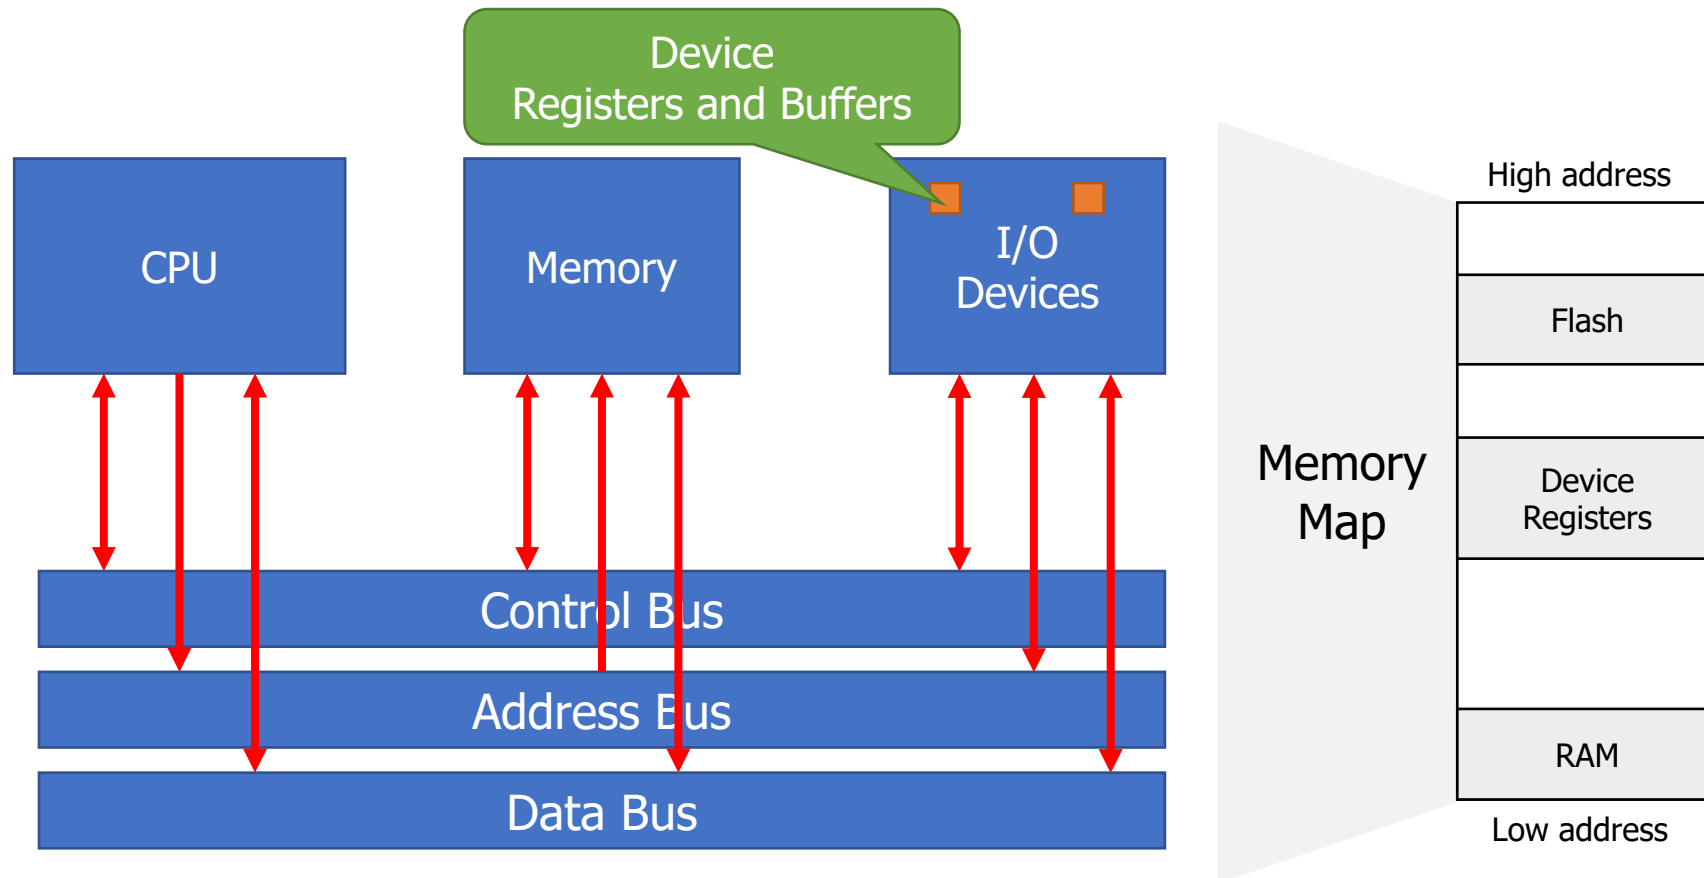 Device
Registers and Buffers
CPU
Memory
I/O
Devices
Control Bus
Address Bus
Data Bus
Memory
Map
High address
Flash
Device
Registers
RAM
Low address